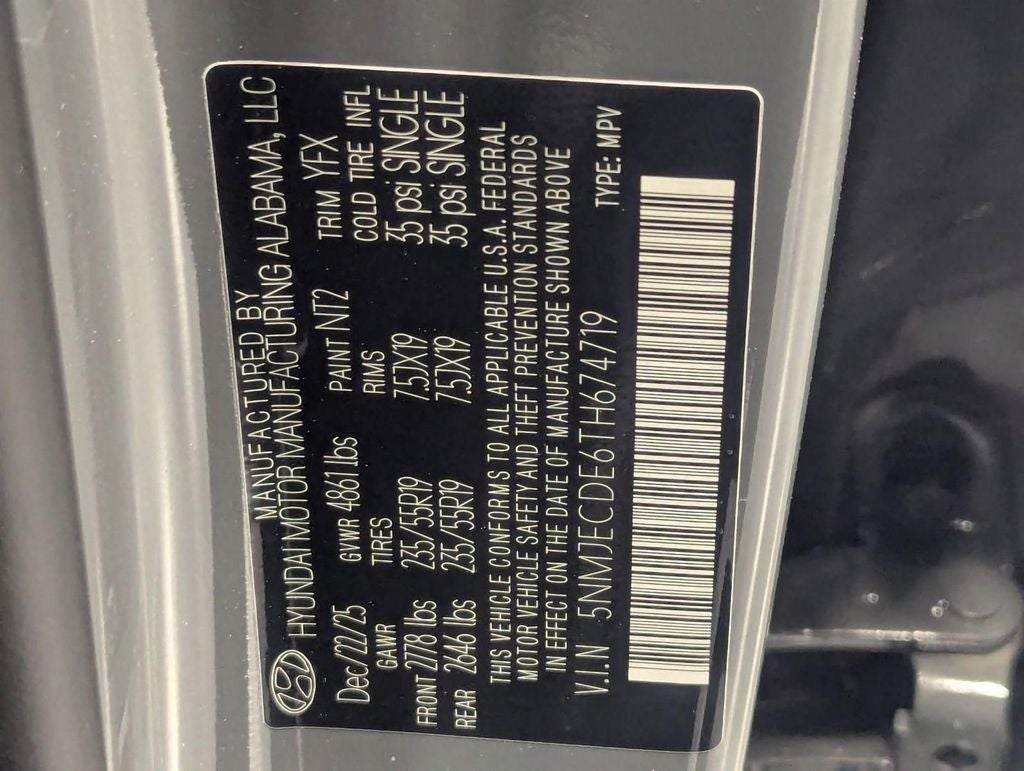 MANUFACTURED BY
HYUNDAI MOTOR MANUFACTURING ALABAMA, LLC
Dec/22/25 GVWR 4861 lbs PAINT NT2 TRIM YFX
GAWR TIRES RIMS COLD TIRE INFL
FRONT 2778 lbs 235/55R19 7.5JX19 35 psi SINGLE
REAR 2646 lbs 235/55R19 7.5JX19 35 psi SINGLE
THIS VEHICLE CONFORMS TO ALL APPLICABLE U.S.A. FEDERAL
MOTOR VEHICLE SAFETY AND THEFT PREVENTION STANDARDS
IN EFFECT ON THE DATE OF MANUFACTURE SHOWN ABOVE
V.I.N 5NMJECDE6TH674719 TYPE: MPV